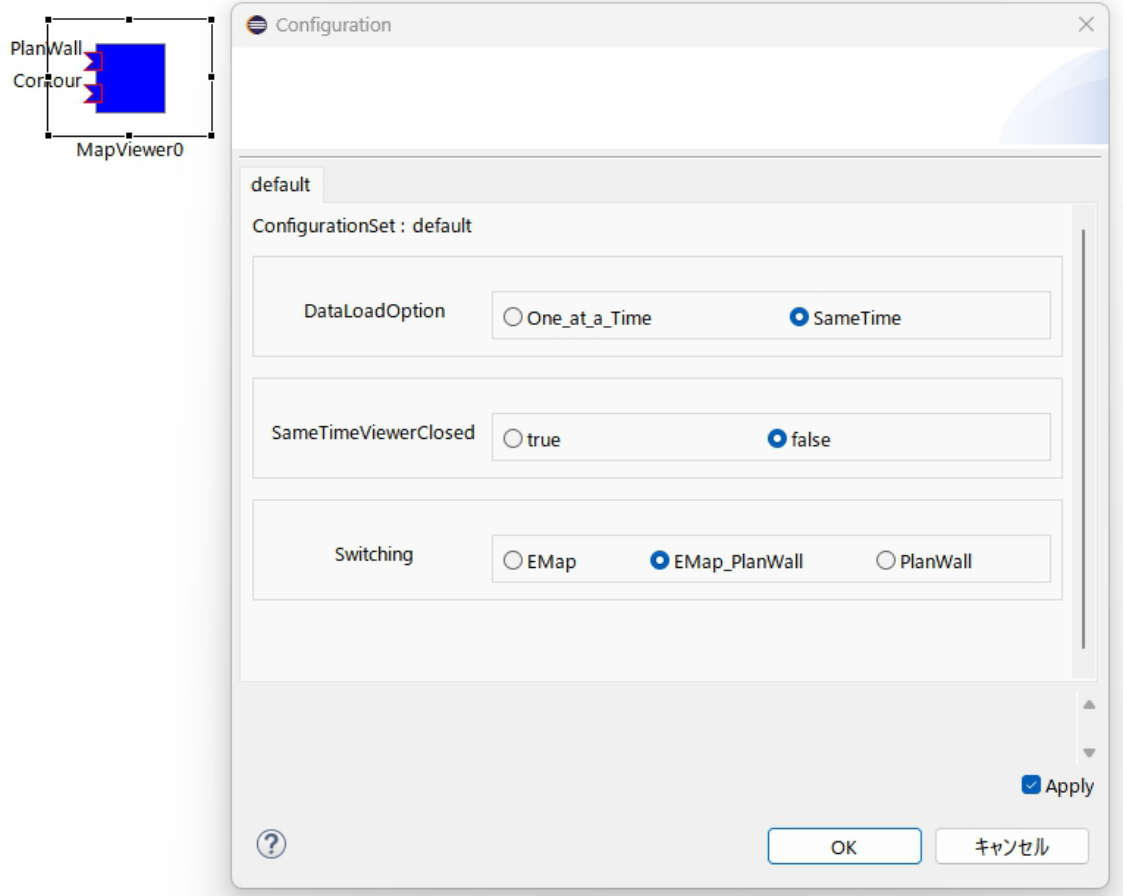 PlanWall
Contour
MapViewer0
Configuration
default
ConfigurationSet : default
DataLoadOption
One_at_a_Time
SameTime
SameTimeViewerClosed
true
false
Switching
EMap
EMap_PlanWall
PlanWall
Apply
?
OK
キャンセル